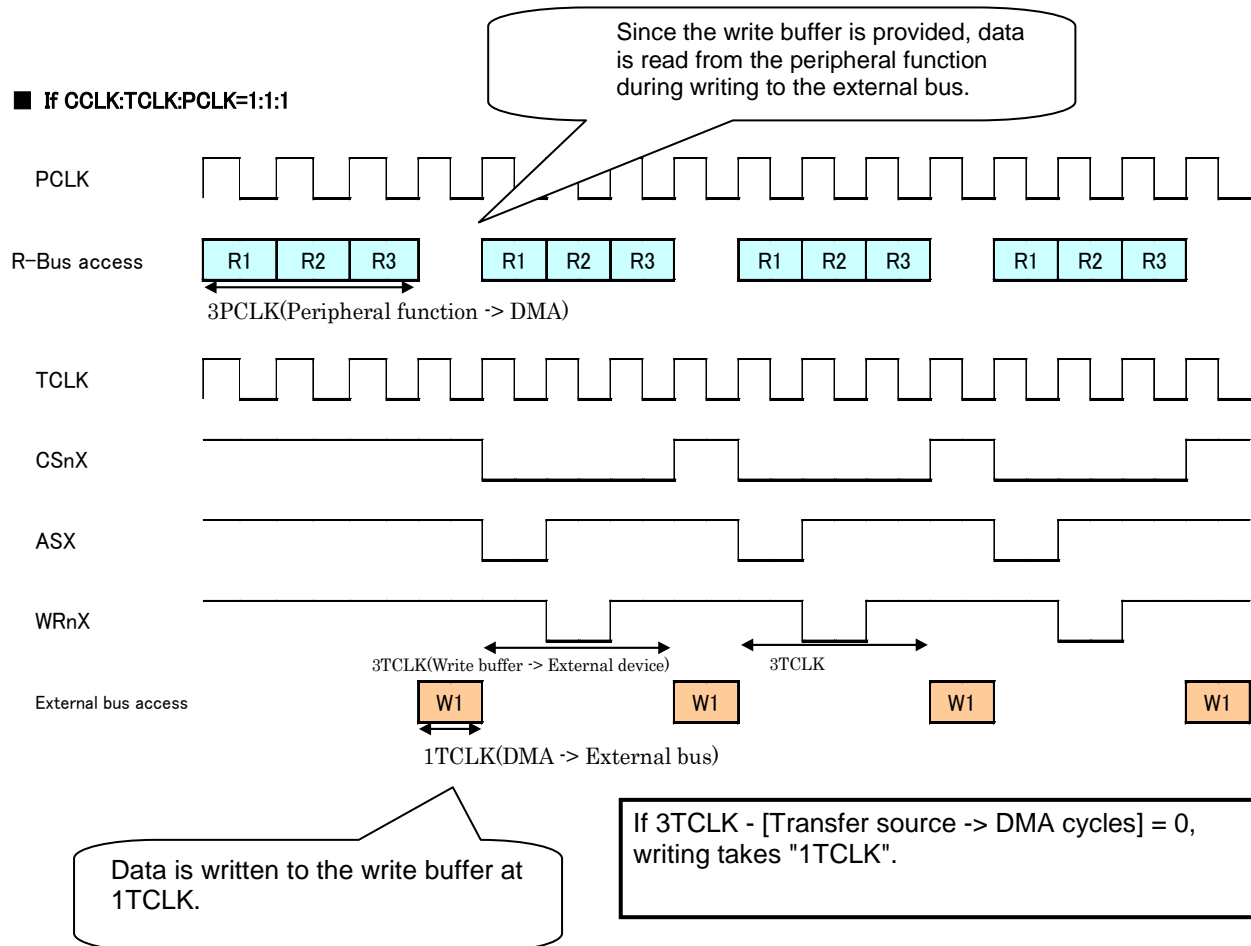 Since the write buffer is provided, data
is read from the peripheral function
during writing to the external bus.
■ If CCLK:TCLK:PCLK=1:1:1
PCLK
R-Bus access
R1 R2 R3 R1 R2 R3 R1 R2 R3 R1 R2 R3
3PCLK(Peripheral function -> DMA)
TCLK
CSnX
ASX
WRnX
3TCLK(Write buffer -> External device) 3TCLK
External bus access
W1 W1 W1 W1
1TCLK(DMA -> External bus)
If 3TCLK - [Transfer source -> DMA cycles] = 0,
writing takes "1TCLK".
Data is written to the write buffer at
1TCLK.